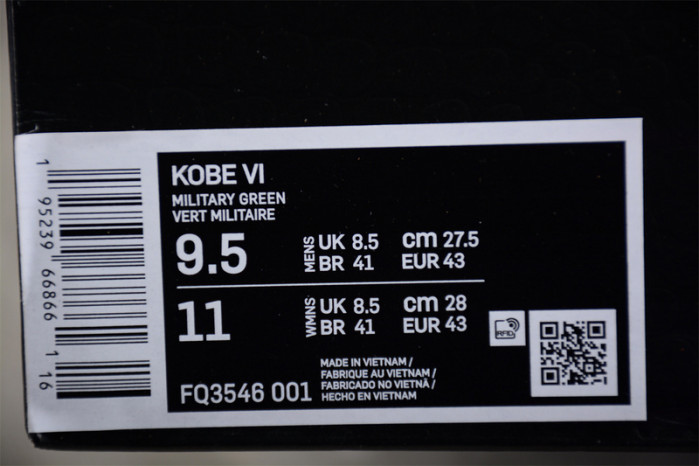 KOBE VI
MILITARY GREEN
VERT MILITAIRE
9.5
MENS
UK 8.5
cm 27.5
BR 41
EUR 43
11
WMNS
UK 8.5
cm 28
BR 41
EUR 43
RFID
FQ3546 001
MADE IN VIETNAM /
FABRIQUE AU VIETNAM /
FABRICADO NO VIETNÃ /
HECHO EN VIETNAM
1 95239 66866 1 16